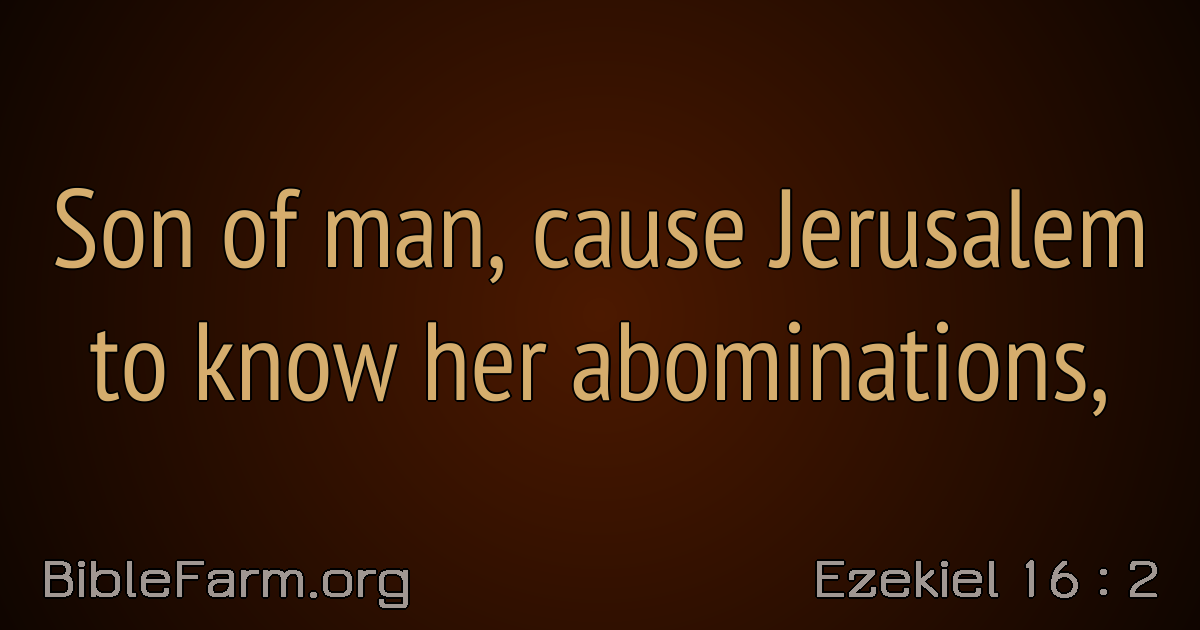 Son of man, cause Jerusalem
to know her abominations,
BibleFarm.org
Ezekiel 16 : 2